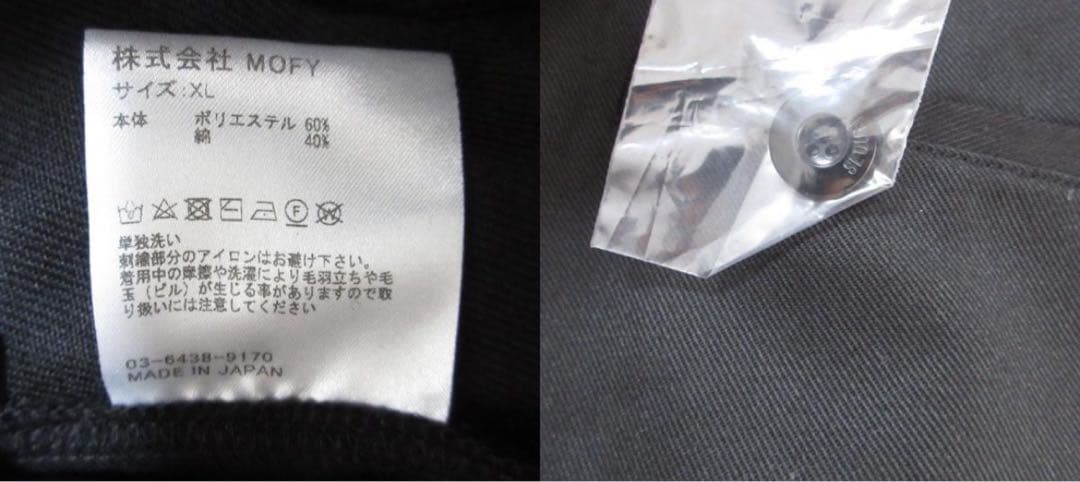 株式会社 MOFY
サイズ:XL
本体 ポリエステル 60%
綿 40%
F W
単独洗い
刺繍部分のアイロンはお避け下さい。
着用中の摩擦や洗濯により毛羽立ちや毛
玉（ピル）が生じる事がありますので取
り扱いには注意してください
03-6438-9170
MADE IN JAPAN